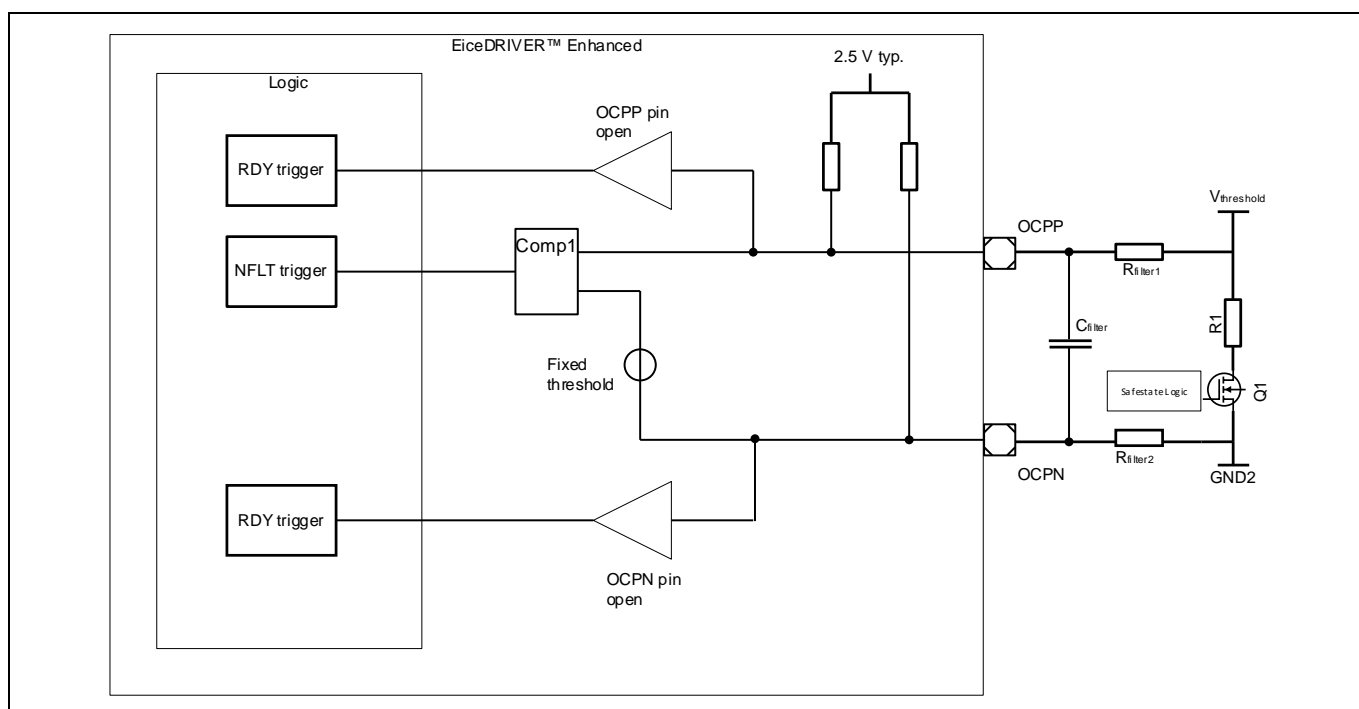 EiceDRIVER™ Enhanced
Logic
2.5 V typ.
OCPP pin
open
RDY trigger
Vthreshold
OCPP
Comp1
NFLT trigger
Rfilter1
R1
Cfilter
Fixed
threshold
Safestate Logic
Q1
Rfilter2
OCPN
GND2
RDY trigger
OCPN pin
open